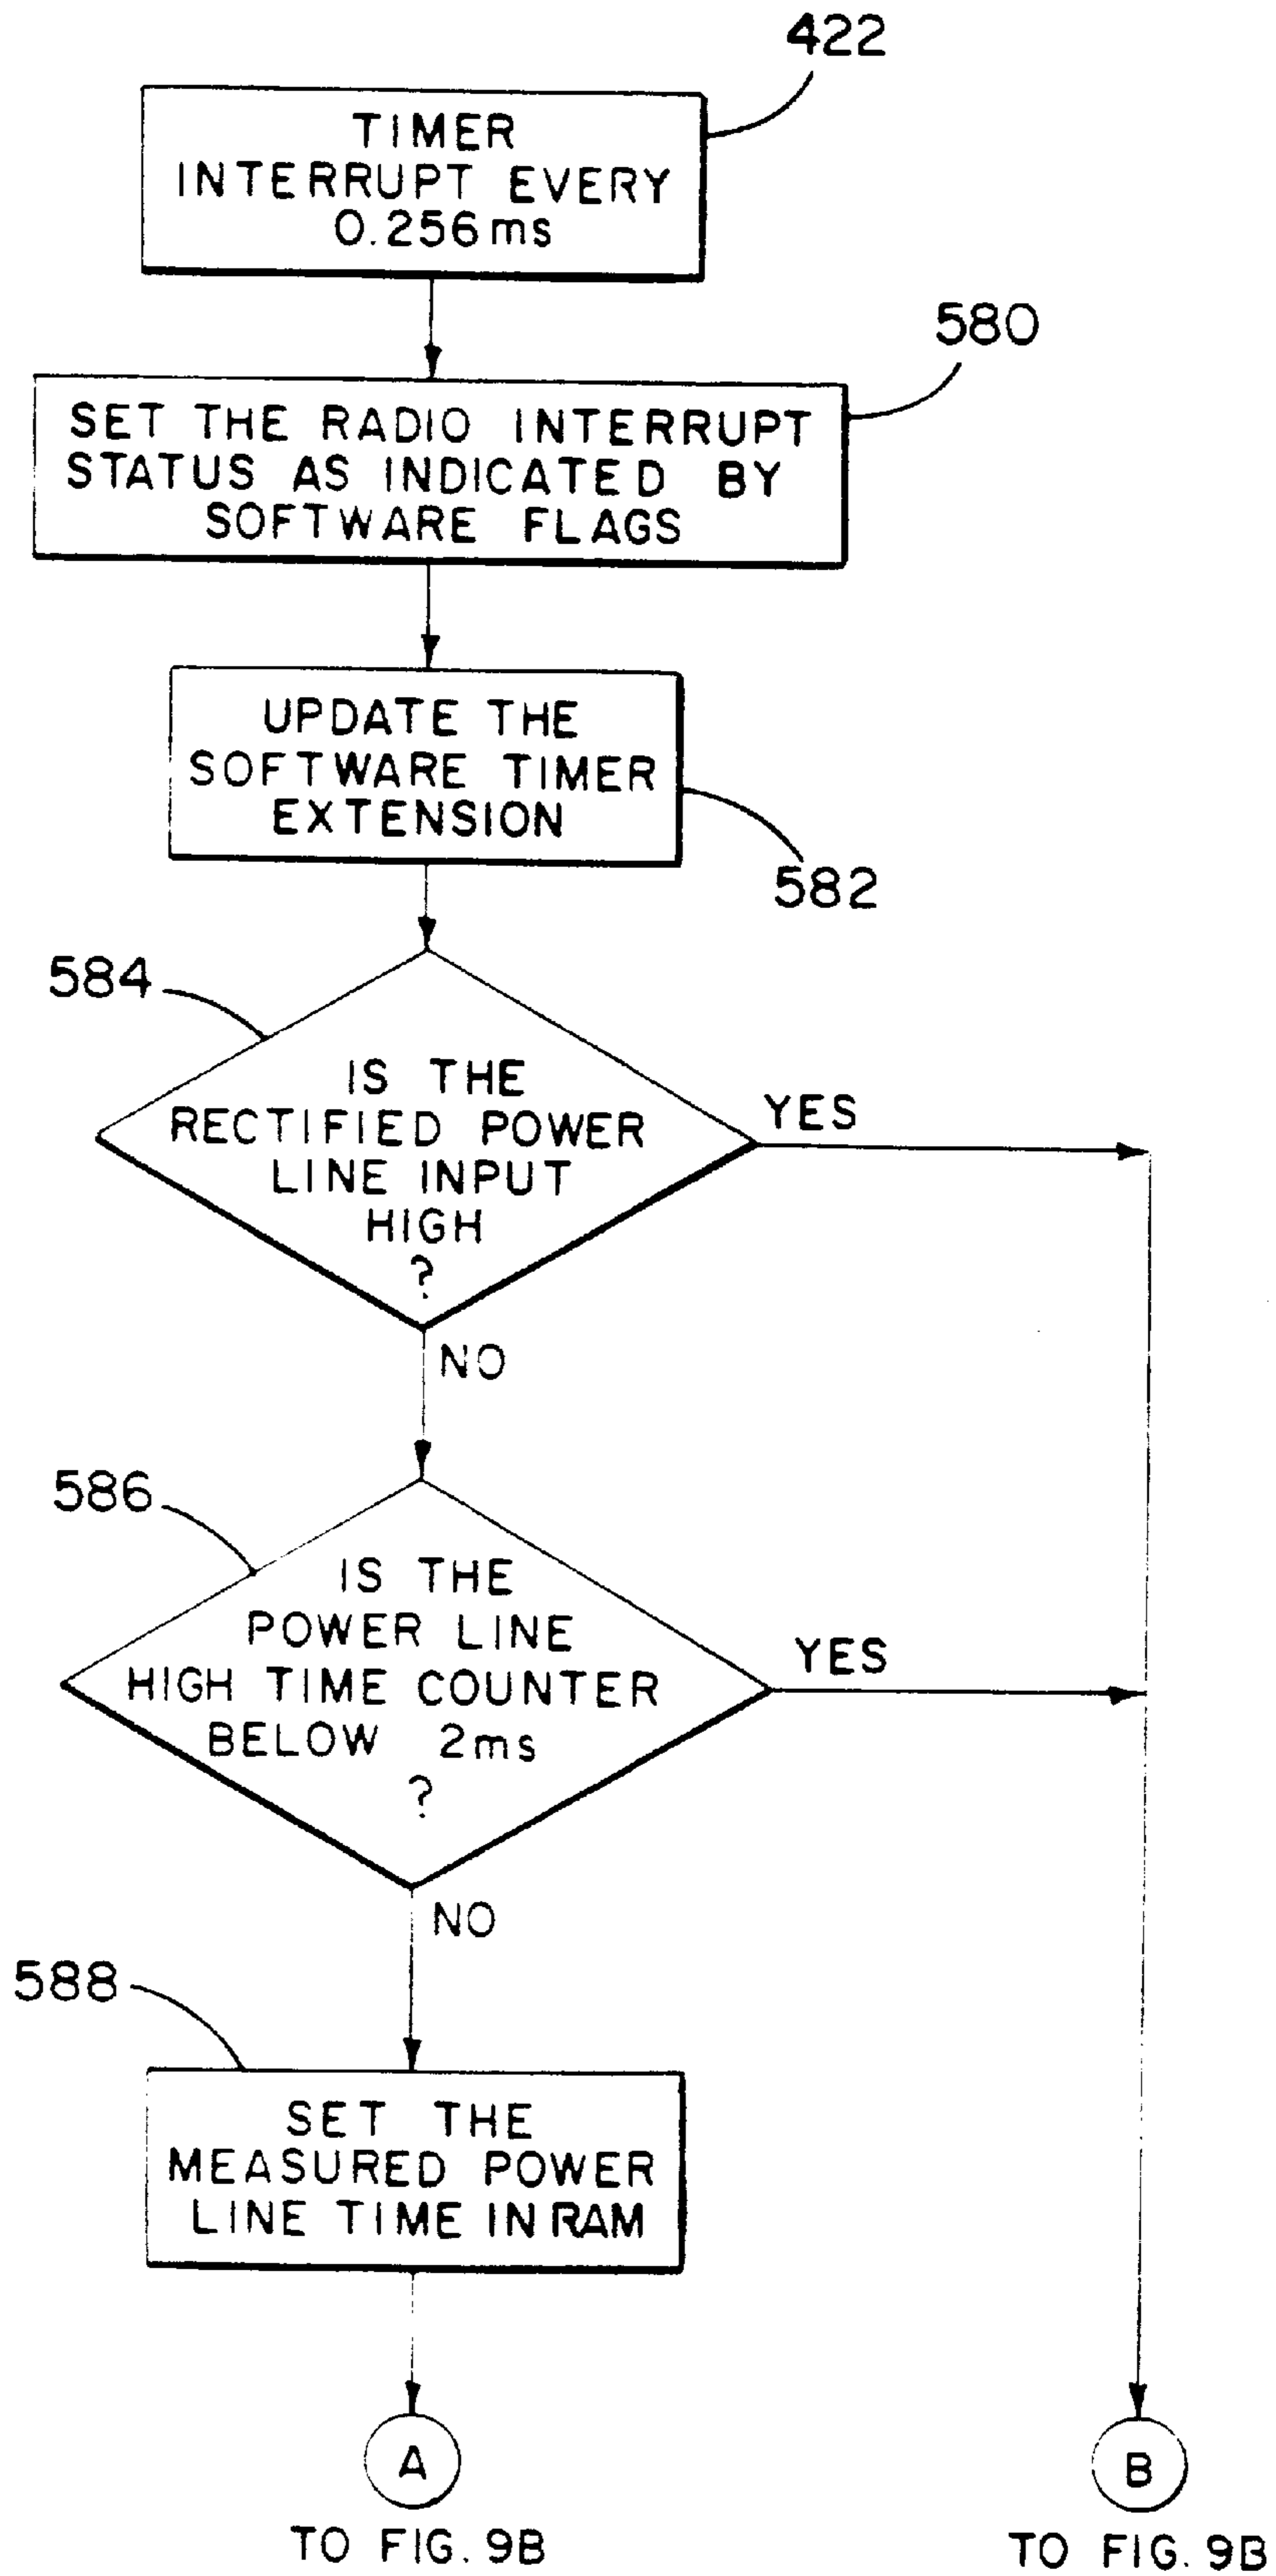 422
TIMER
INTERRUPT EVERY
0.256ms
580
SET THE RADIO INTERRUPT
STATUS AS INDICATED BY
SOFTWARE FLAGS
UPDATE THE
SOFTWARE TIMER
EXTENSION
582
584
IS THE
RECTIFIED POWER
LINE INPUT
HIGH
?
YES
NO
586
IS THE
POWER LINE
HIGH TIME COUNTER
BELOW 2ms
?
YES
NO
588
SET THE
MEASURED POWER
LINE TIME IN RAM
A
TO FIG. 9B
B
TO FIG. 9B